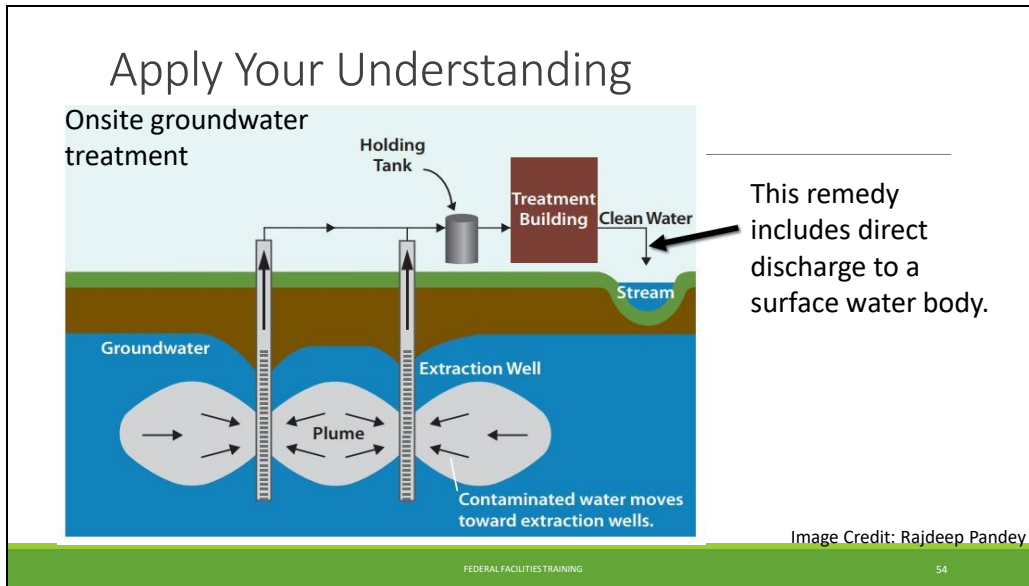 Apply Your Understanding
Onsite groundwater
treatment
Holding
Tank
Treatment
Building
Clean Water
Stream
This remedy
includes direct
discharge to a
surface water body.
Groundwater
Extraction Well
Plume
Contaminated water moves
toward extraction wells.
Image Credit: Rajdeep Pandey
FEDERAL FACILITIES TRAINING
54